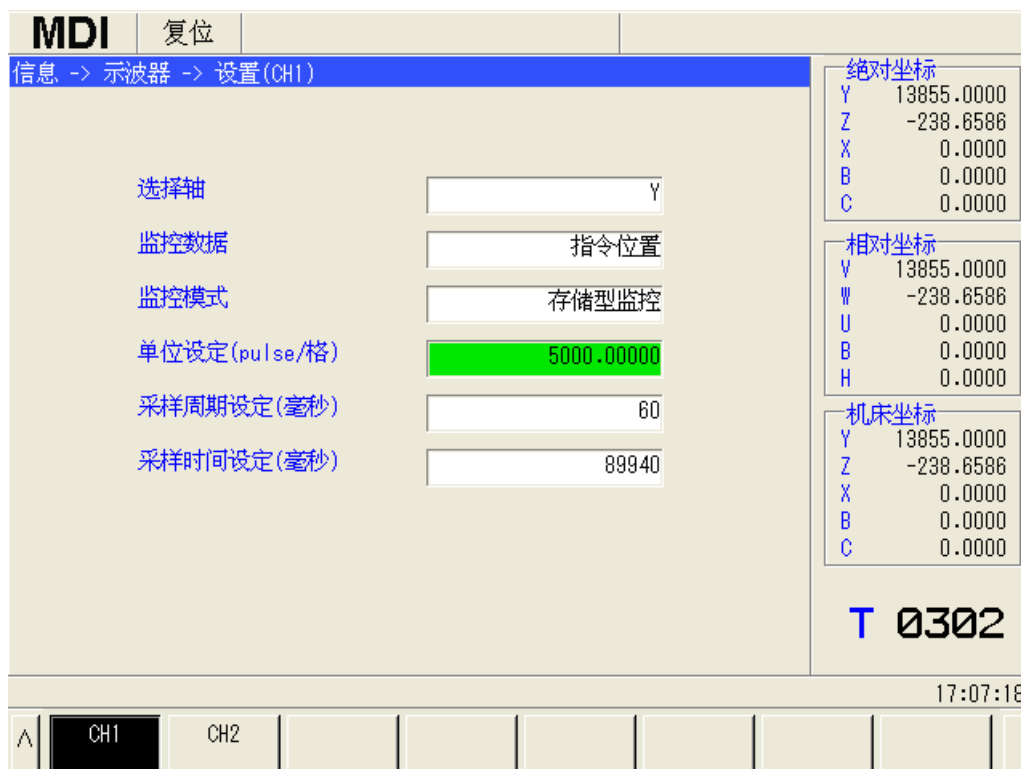 MDI 复位
信息 -> 示波器 -> 设置(CH1)
选择轴 Y
监控数据 指令位置
监控模式 存储型监控
单位设定(pulse/格) 5000.00000
采样周期设定(毫秒) 60
采样时间设定(毫秒) 89940
绝对坐标
Y 13855.0000
Z -238.6586
X 0.0000
B 0.0000
C 0.0000
相对坐标
V 13855.0000
W -238.6586
U 0.0000
B 0.0000
H 0.0000
机床坐标
Y 13855.0000
Z -238.6586
X 0.0000
B 0.0000
C 0.0000
T 0302
17:07:18
∧ CH1 CH2